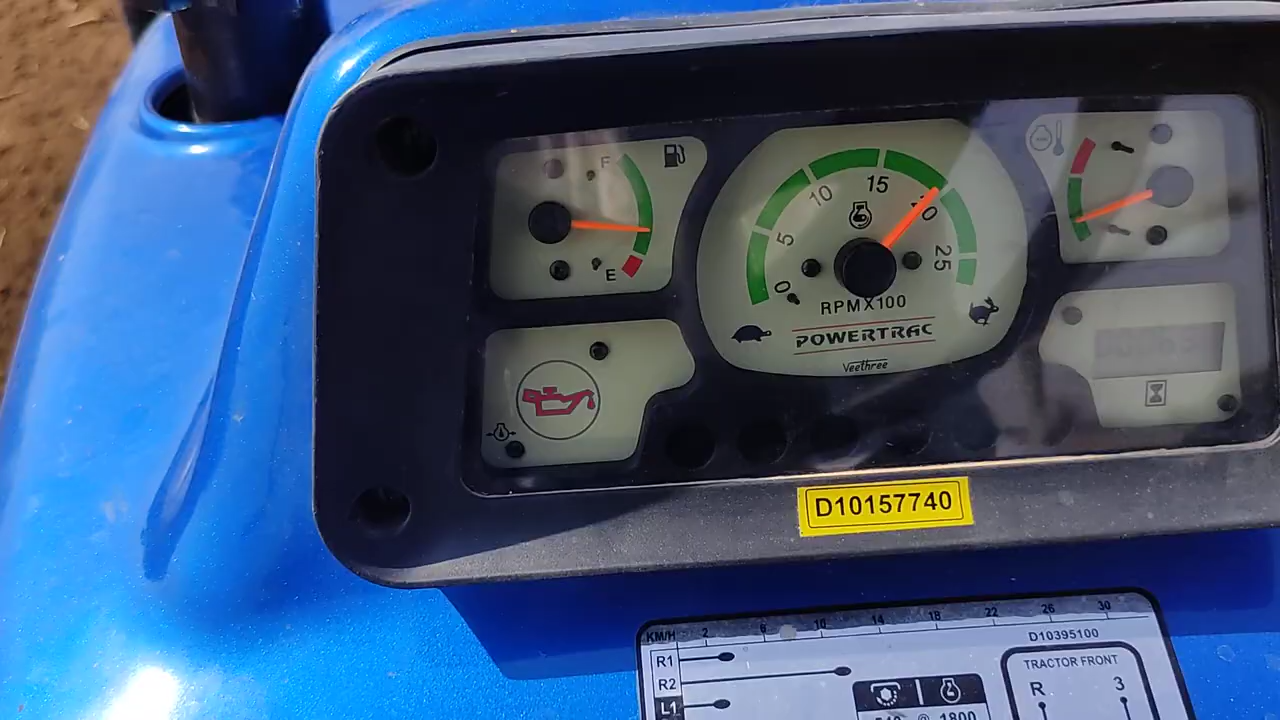 F
E
0
5
10
15
20
25
RPMX100
POWERTRAC
Veethree
D10157740
KM/H 2 6 10 14 18 22 26 30
D10395100
R1
R2
L1
TRACTOR FRONT
R 3
540 @ 1800